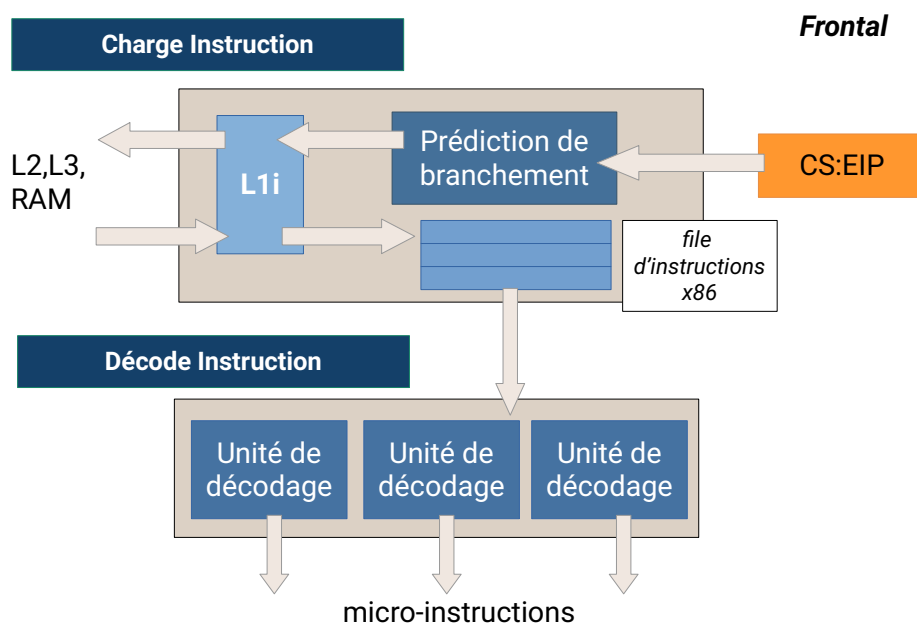 Frontal
Charge Instruction
L2,L3,
RAM
L1i
Prédiction de
branchement
CS:EIP
file
d'instructions
x86
Décode Instruction
Unité de
décodage
Unité de
décodage
Unité de
décodage
micro-instructions